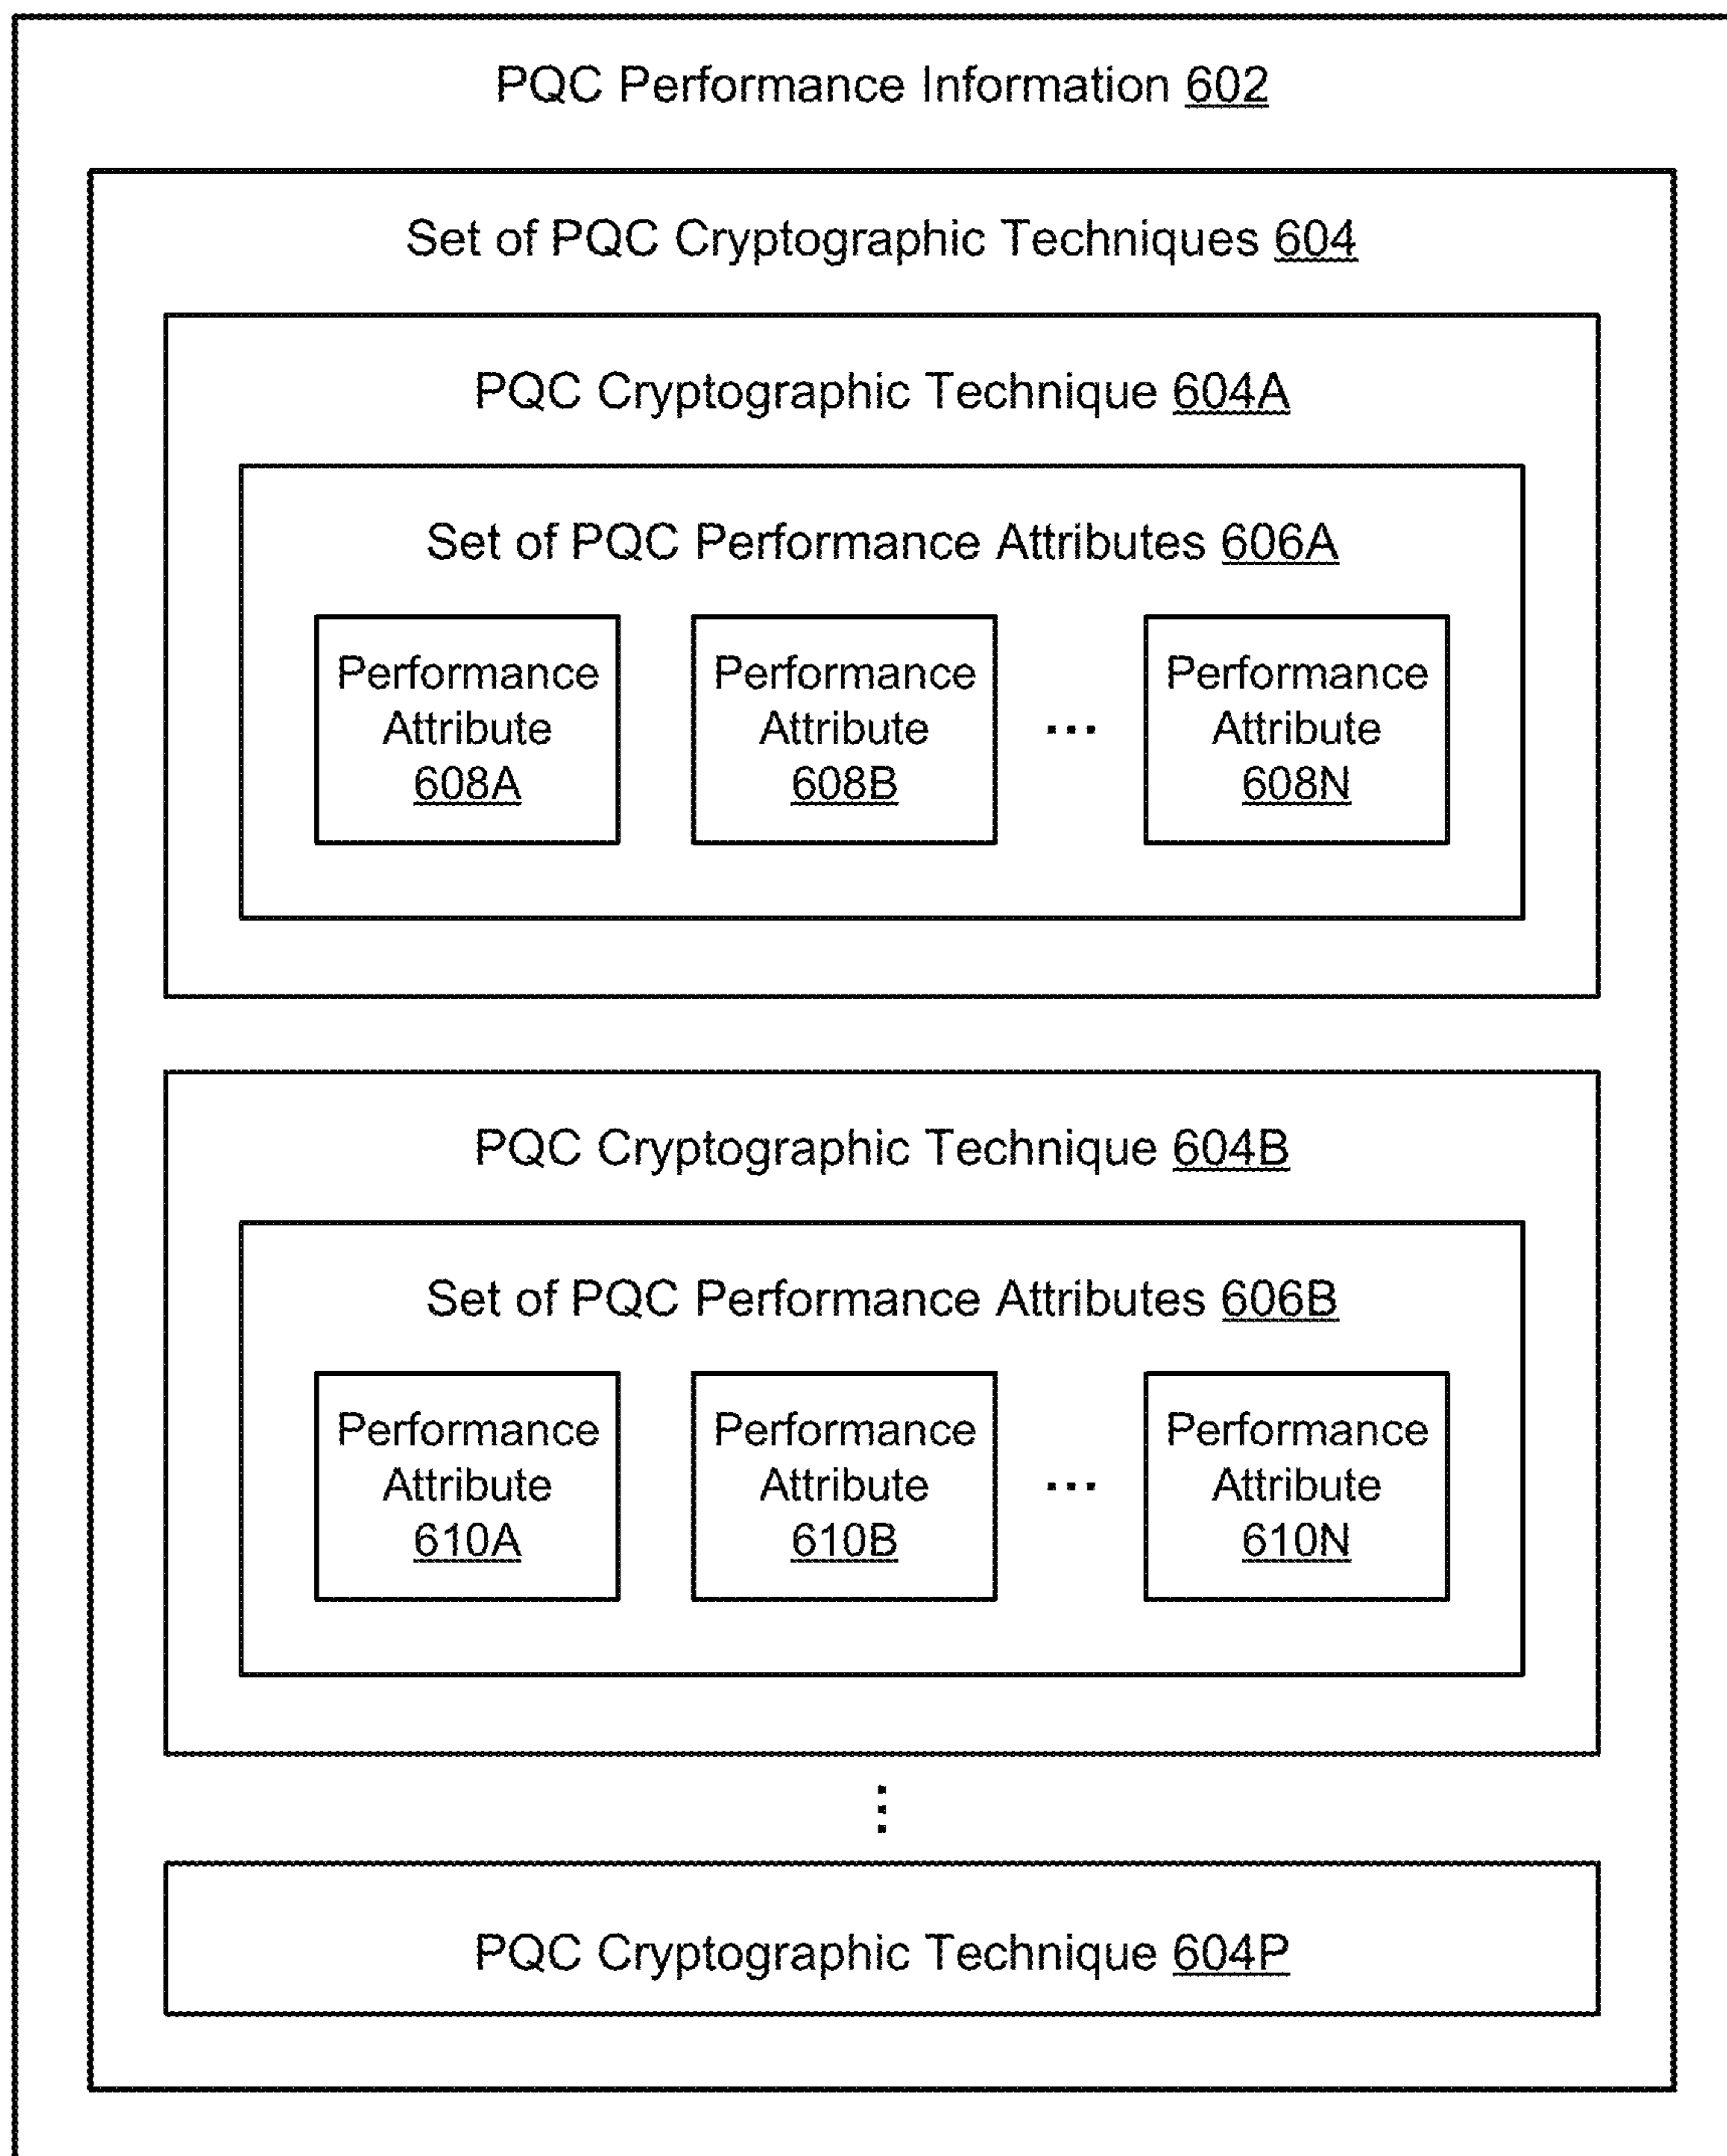 PQC Performance Information 602
Set of PQC Cryptographic Techniques 604
PQC Cryptographic Technique 604A
Set of PQC Performance Attributes 606A
Performance
Attribute
608A
Performance
Attribute
608B
...
Performance
Attribute
608N
PQC Cryptographic Technique 604B
Set of PQC Performance Attributes 606B
Performance
Attribute
610A
Performance
Attribute
610B
...
Performance
Attribute
610N
...
PQC Cryptographic Technique 604P